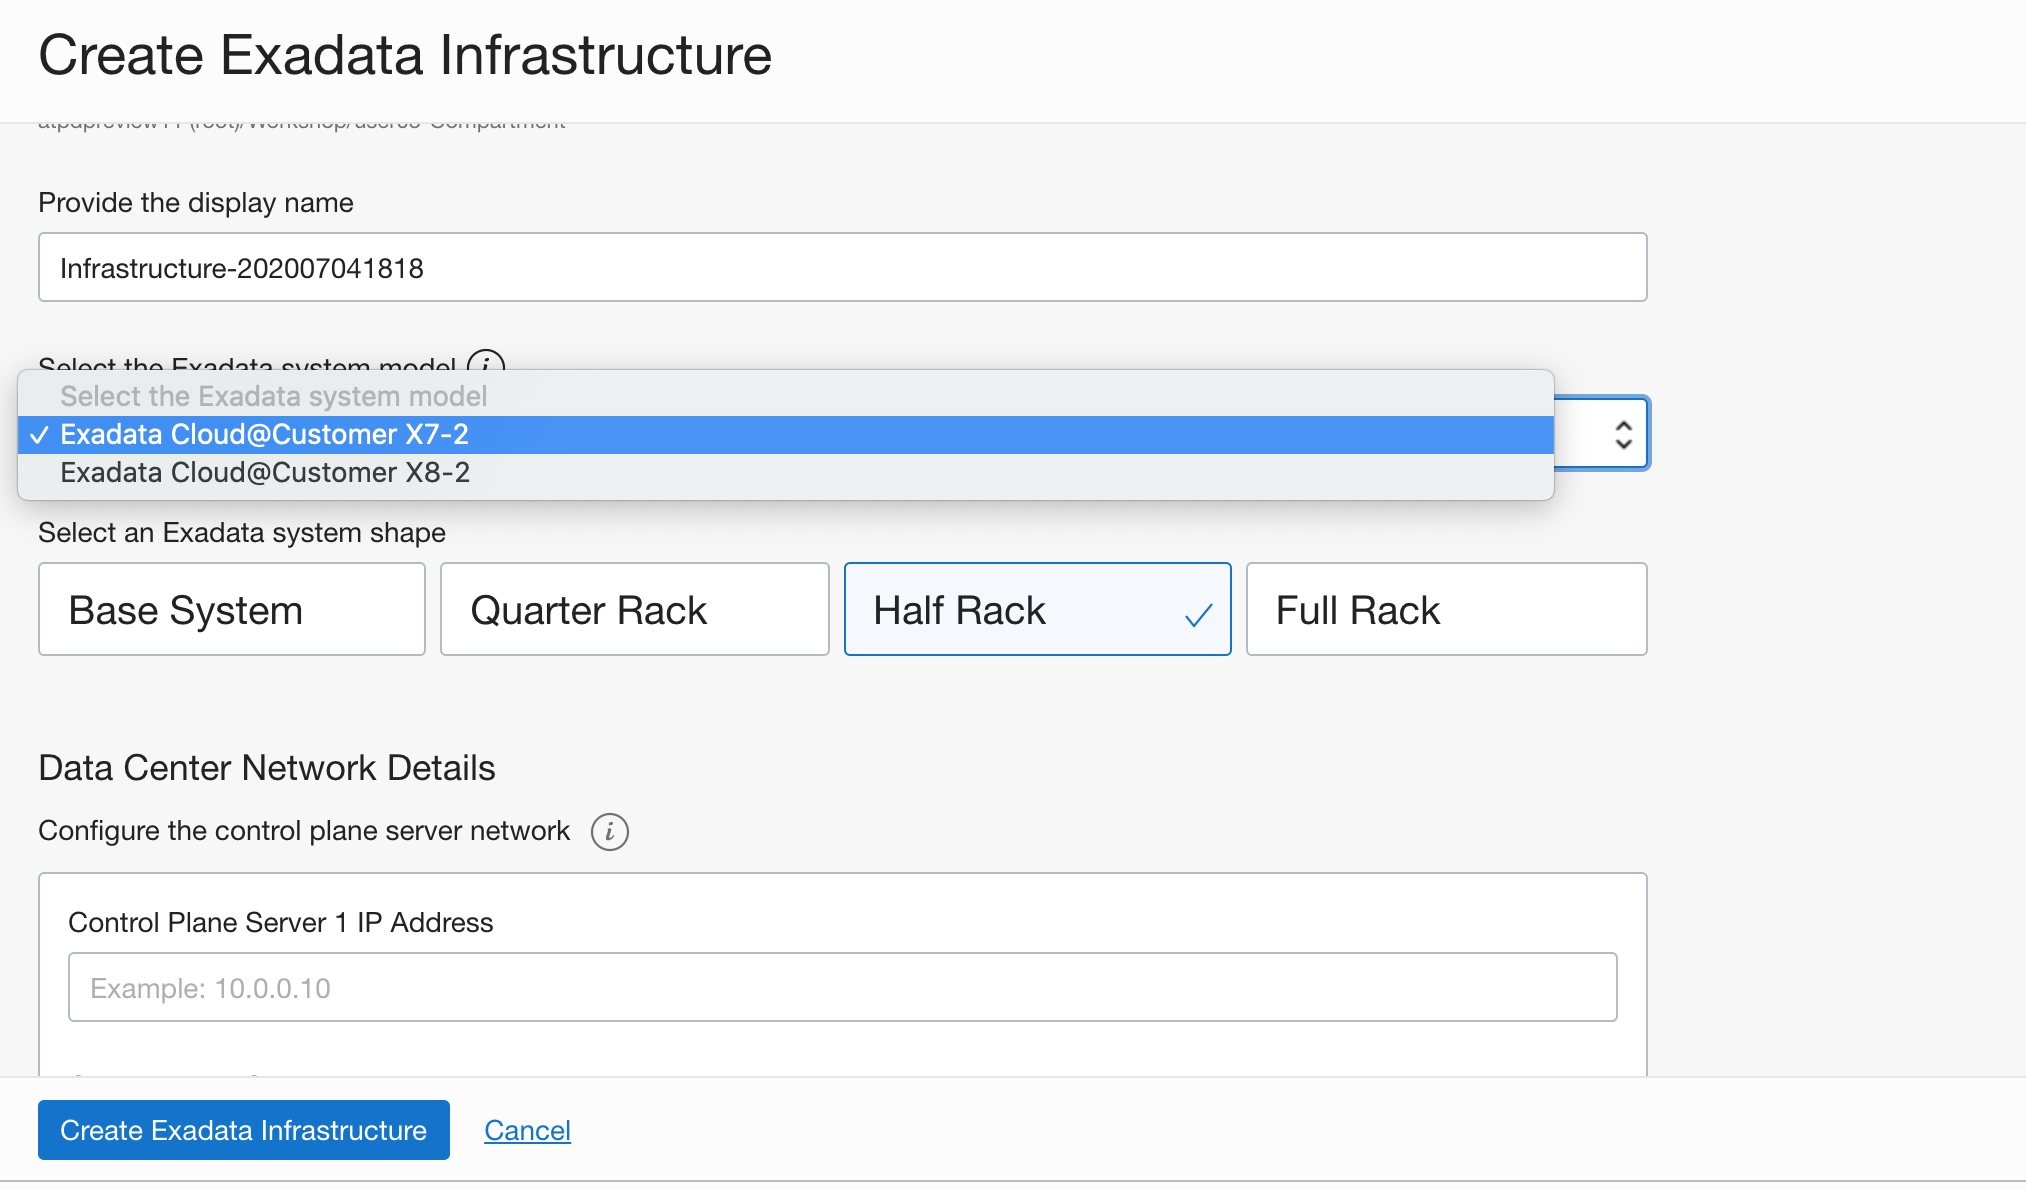 Create Exadata Infrastructure
Provide the display name
Infrastructure-202007041818
Select the Exadata system model
Select the Exadata system model
✓ Exadata Cloud@Customer X7-2
Exadata Cloud@Customer X8-2
Select an Exadata system shape
Base System Quarter Rack Half Rack ✓ Full Rack
Data Center Network Details
Configure the control plane server network i
Control Plane Server 1 IP Address
Example: 10.0.0.10
Create Exadata Infrastructure Cancel